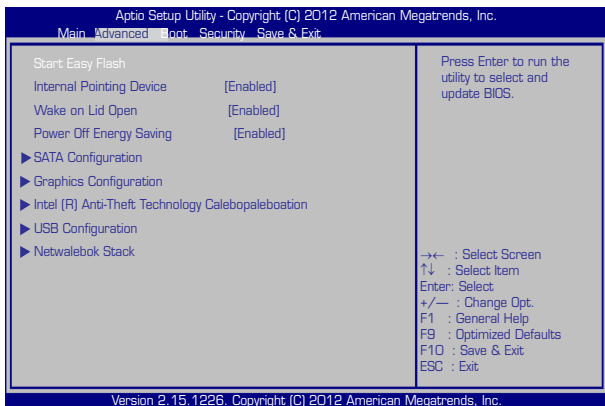 Aptio Setup Utility - Copyright (C) 2012 American Megatrends, Inc.
Main Advanced Boot Security Save & Exit
Start Easy Flash
Internal Pointing Device [Enabled]
Wake on Lid Open [Enabled]
Power Off Energy Saving [Enabled]
▶ SATA Configuration
▶ Graphics Configuration
▶ Intel (R) Anti-Theft Technology Calebopaleboation
▶ USB Configuration
▶ Netwalebok Stack
Press Enter to run the
utility to select and
update BIOS.
→← : Select Screen
↑↓ : Select Item
Enter: Select
+/— : Change Opt.
F1 : General Help
F9 : Optimized Defaults
F10 : Save & Exit
ESC : Exit
Version 2.15.1226. Copyright (C) 2012 American Megatrends, Inc.